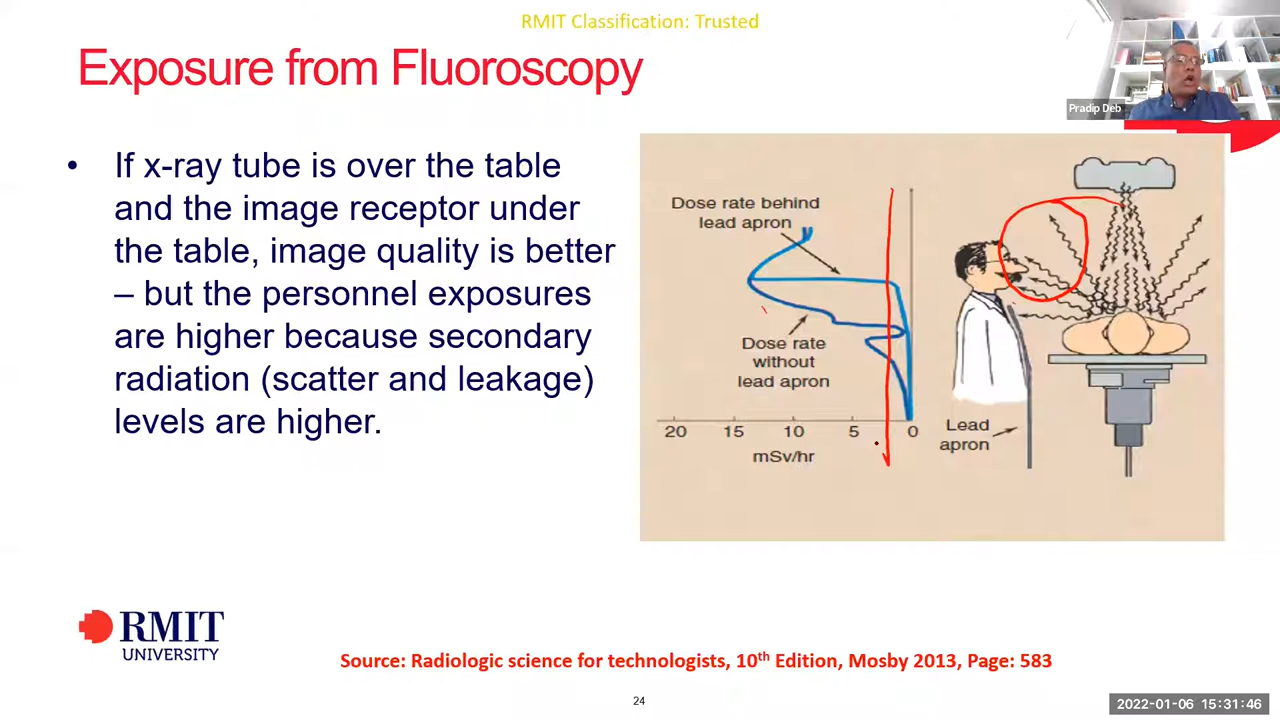 RMIT Classification: Trusted
Exposure from Fluoroscopy
Pradip Deb
• If x-ray tube is over the table
and the image receptor under
the table, image quality is better
– but the personnel exposures
are higher because secondary
radiation (scatter and leakage)
levels are higher.
Dose rate behind
lead apron
Dose rate
without
lead apron
20 15 10 5 0
mSv/hr
Lead
apron
RMIT
UNIVERSITY
Source: Radiologic science for technologists, 10th Edition, Mosby 2013, Page: 583
24
2022-01-06 15:31:46